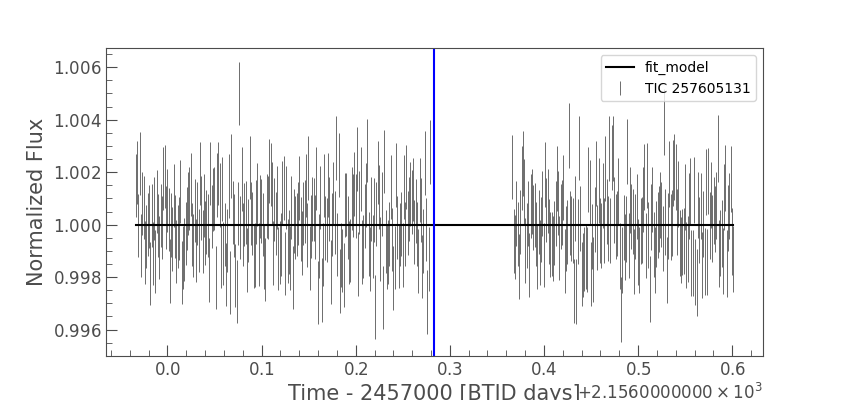 1.006
1.004
1.002
1.000
0.998
0.996
Normalized Flux
fit_model
TIC 257605131
0.0 0.1 0.2 0.3 0.4 0.5 0.6
Time - 2457000 [BTJD days]
+2.1560000000 × 10³